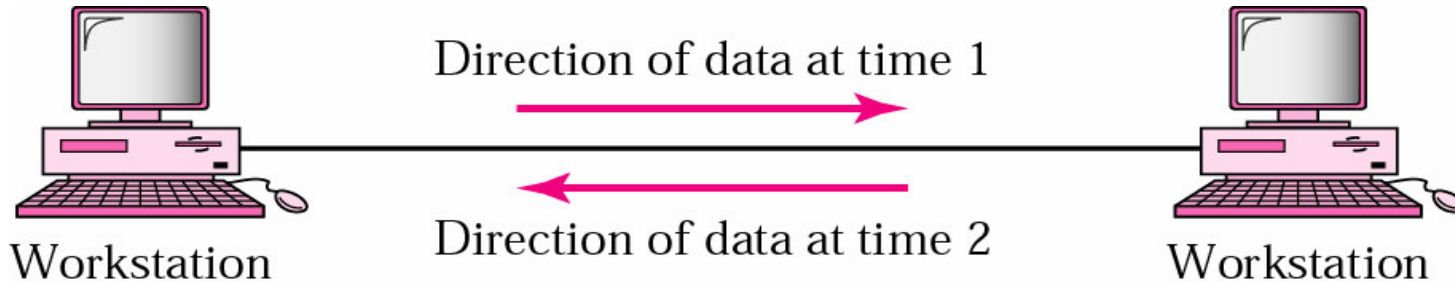 Direction of data at time 1
Direction of data at time 2
Workstation
Workstation